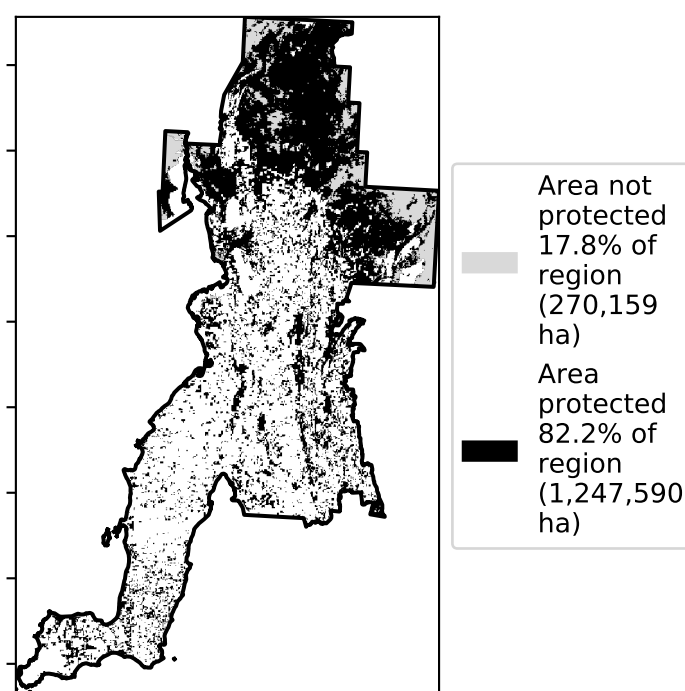 Area not
protected
17.8% of
region
(270,159
ha)
Area
protected
82.2% of
region
(1,247,590
ha)